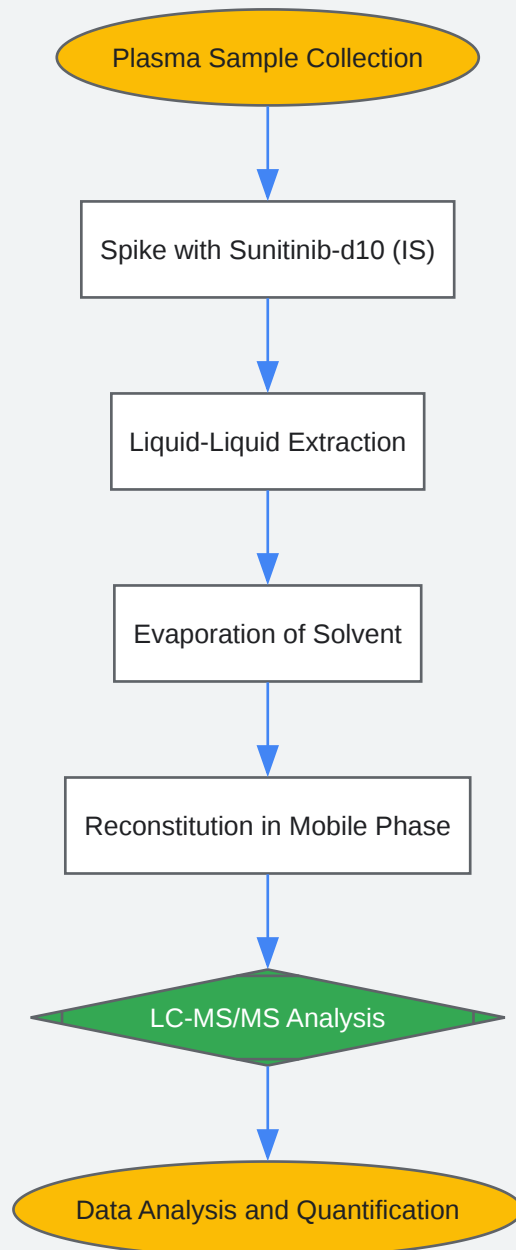 Plasma Sample Collection
Spike with Sunitinib-d10 (IS)
Liquid-Liquid Extraction
Evaporation of Solvent
Reconstitution in Mobile Phase
LC-MS/MS Analysis
Data Analysis and Quantification